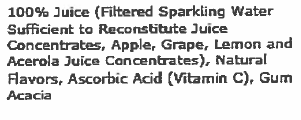 100% Juice (Filtered Sparkling Water
Sufficient to Reconstitute Juice
Concentrates, Apple, Grape, Lemon and
Acerola Juice Concentrates), Natural
Flavors, Ascorbic Acid (Vitamin C), Gum
Acacia